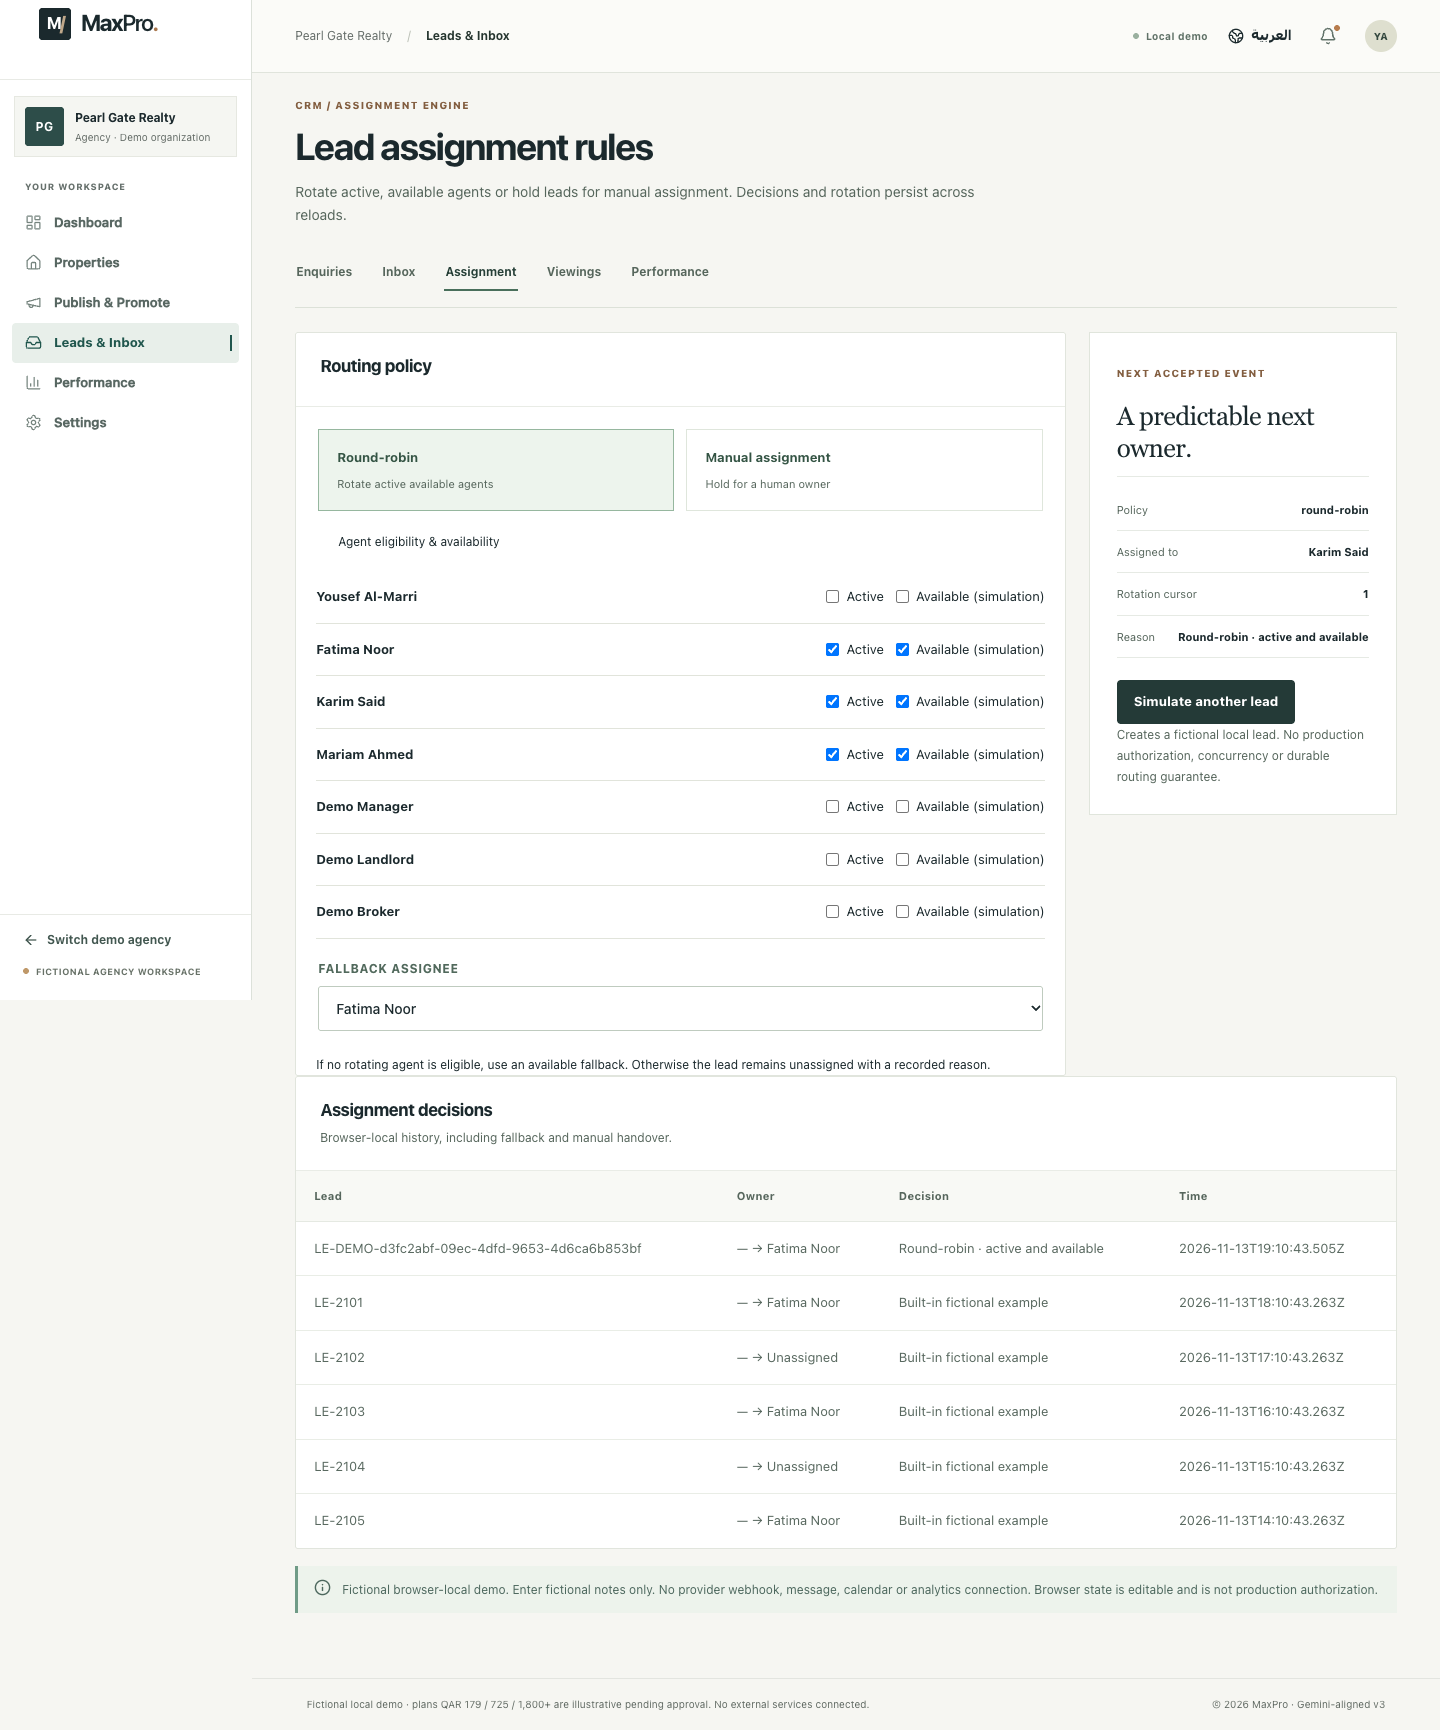 M/ MaxPro.
Pearl Gate Realty / Leads & Inbox
Local demo
العربية
YA
PG
Pearl Gate Realty
Agency · Demo organization
YOUR WORKSPACE
Dashboard
Properties
Publish & Promote
Leads & Inbox
Performance
Settings
Switch demo agency
FICTIONAL AGENCY WORKSPACE
CRM / ASSIGNMENT ENGINE
Lead assignment rules
Rotate active, available agents or hold leads for manual assignment. Decisions and rotation persist across
reloads.
Enquiries Inbox Assignment Viewings Performance
Routing policy
Round-robin
Rotate active available agents
Manual assignment
Hold for a human owner
Agent eligibility & availability
Yousef Al-Marri Active Available (simulation)
Fatima Noor Active Available (simulation)
Karim Said Active Available (simulation)
Mariam Ahmed Active Available (simulation)
Demo Manager Active Available (simulation)
Demo Landlord Active Available (simulation)
Demo Broker Active Available (simulation)
FALLBACK ASSIGNEE
Fatima Noor
If no rotating agent is eligible, use an available fallback. Otherwise the lead remains unassigned with a recorded reason.
NEXT ACCEPTED EVENT
A predictable next
owner.
Policy round-robin
Assigned to Karim Said
Rotation cursor 1
Reason Round-robin · active and available
Simulate another lead
Creates a fictional local lead. No production
authorization, concurrency or durable
routing guarantee.
Assignment decisions
Browser-local history, including fallback and manual handover.
Lead Owner Decision Time
LE-DEMO-d3fc2abf-09ec-4dfd-9653-4d6ca6b853bf — → Fatima Noor Round-robin · active and available 2026-11-13T19:10:43.505Z
LE-2101 — → Fatima Noor Built-in fictional example 2026-11-13T18:10:43.263Z
LE-2102 — → Unassigned Built-in fictional example 2026-11-13T17:10:43.263Z
LE-2103 — → Fatima Noor Built-in fictional example 2026-11-13T16:10:43.263Z
LE-2104 — → Unassigned Built-in fictional example 2026-11-13T15:10:43.263Z
LE-2105 — → Fatima Noor Built-in fictional example 2026-11-13T14:10:43.263Z
Fictional browser-local demo. Enter fictional notes only. No provider webhook, message, calendar or analytics connection. Browser state is editable and is not production authorization.
Fictional local demo · plans QAR 179 / 725 / 1,800+ are illustrative pending approval. No external services connected.
© 2026 MaxPro · Gemini-aligned v3